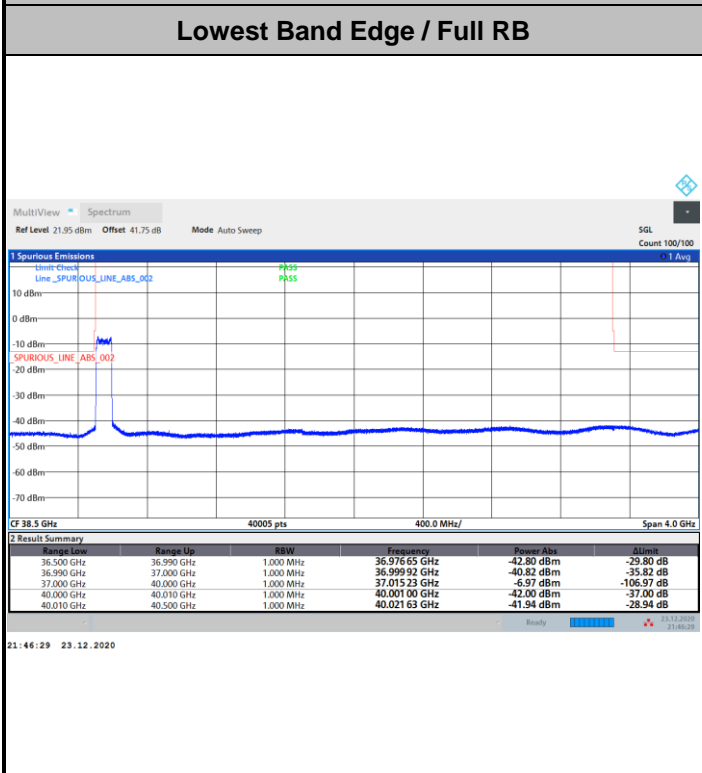 Lowest Band Edge / Full RB
MultiView Spectrum
Ref Level 21.95 dBm Offset 41.75 dB Mode Auto Sweep SGL
Count 100/100
1 Spurious Emissions 1 Avg
Limit Check PASS
Line _SPURIOUS_LINE_ABS_002 PASS
10 dBm
0 dBm
-10 dBm
_SPURIOUS_LINE_ABS_002
-20 dBm
-30 dBm
-40 dBm
-50 dBm
-60 dBm
-70 dBm
CF 38.5 GHz 40005 pts 400.0 MHz/ Span 4.0 GHz
2 Result Summary
Range Low Range Up RBW Frequency Power Abs ΔLimit
36.500 GHz 36.990 GHz 1.000 MHz 36.976 65 GHz -42.80 dBm -29.80 dB
36.990 GHz 37.000 GHz 1.000 MHz 36.999 92 GHz -40.82 dBm -35.82 dB
37.000 GHz 40.000 GHz 1.000 MHz 37.015 23 GHz -6.97 dBm -106.97 dB
40.000 GHz 40.010 GHz 1.000 MHz 40.001 00 GHz -42.00 dBm -37.00 dB
40.010 GHz 40.500 GHz 1.000 MHz 40.021 63 GHz -41.94 dBm -28.94 dB
Ready 23.12.2020
21:46:29
21:46:29 23.12.2020